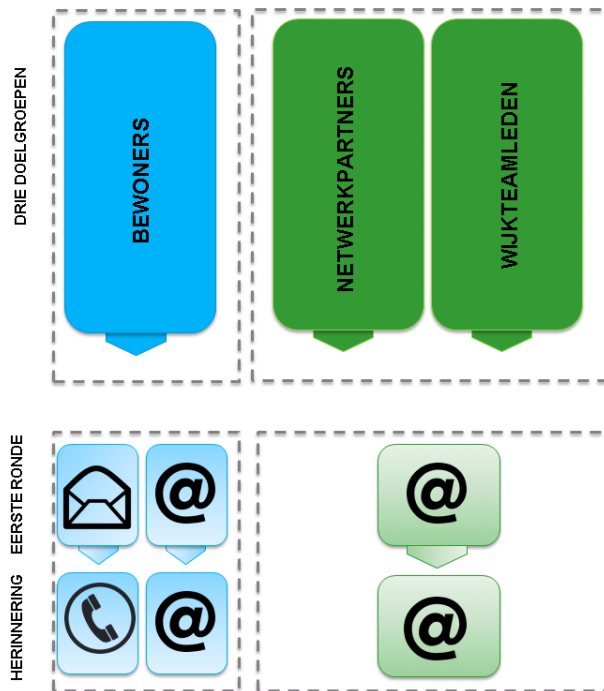 DRIE DOELGROEPEN
BEWONERS
NETWERKPARTNERS
WIJKTEAMLEDEN
EERSTE RONDE
@
@
HERINNERING
@
@